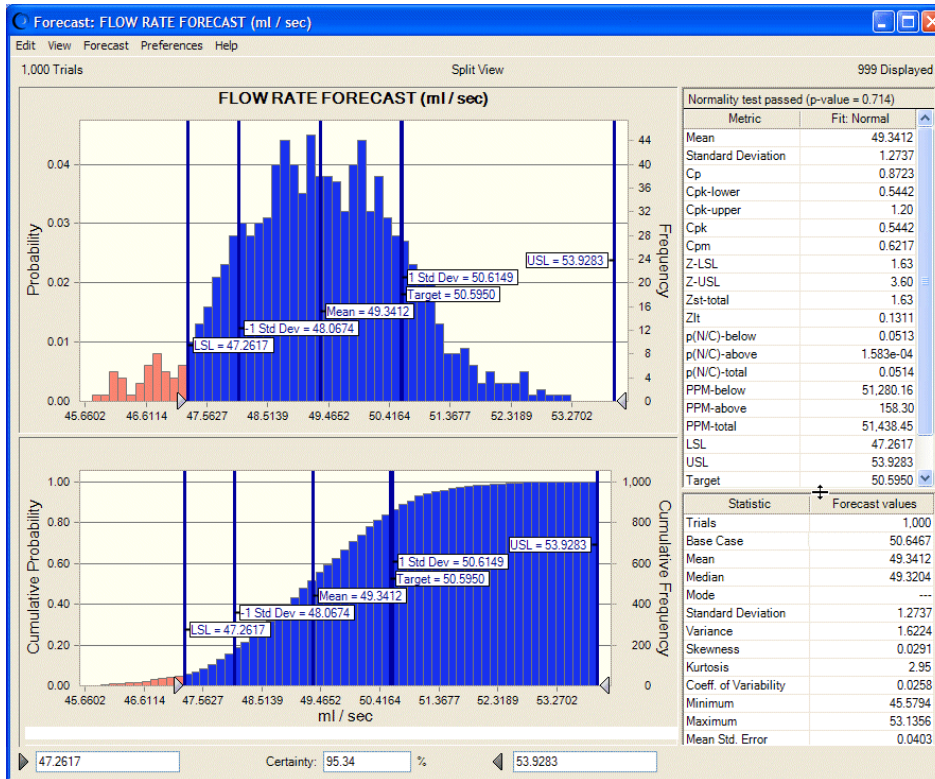 Forecast: FLOW RATE FORECAST (ml / sec)
Edit View Forecast Preferences Help
1,000 Trials Split View 999 Displayed
FLOW RATE FORECAST (ml / sec)
Probability
0.04
0.03
0.02
0.01
0.00
44
40
36
32
28
24
20
16
12
8
4
0
Frequency
USL = 53.9283
1 Std Dev = 50.6149
Target = 50.5950
Mean = 49.3412
-1 Std Dev = 48.0674
LSL = 47.2617
45.6602 46.6114 47.5627 48.5139 49.4652 50.4164 51.3677 52.3189 53.2702
Cumulative Probability
1.00
0.80
0.60
0.40
0.20
0.00
1,000
800
600
400
200
0
Cumulative Frequency
USL = 53.9283
1 Std Dev = 50.6149
Target = 50.5950
Mean = 49.3412
-1 Std Dev = 48.0674
LSL = 47.2617
45.6602 46.6114 47.5627 48.5139 49.4652 50.4164 51.3677 52.3189 53.2702
ml / sec
Normality test passed (p-value = 0.714)
Metric Fit: Normal
Mean 49.3412
Standard Deviation 1.2737
Cp 0.8723
Cpk-lower 0.5442
Cpk-upper 1.20
Cpk 0.5442
Cpm 0.6217
Z-LSL 1.63
Z-USL 3.60
Zst-total 1.63
Zlt 0.1311
p(N/C)-below 0.0513
p(N/C)-above 1.583e-04
p(N/C)-total 0.0514
PPM-below 51,280.16
PPM-above 158.30
PPM-total 51,438.45
LSL 47.2617
USL 53.9283
Target 50.5950
Statistic Forecast values
Trials 1,000
Base Case 50.6467
Mean 49.3412
Median 49.3204
Mode ---
Standard Deviation 1.2737
Variance 1.6224
Skewness 0.0291
Kurtosis 2.95
Coeff. of Variability 0.0258
Minimum 45.5794
Maximum 53.1356
Mean Std. Error 0.0403
47.2617 Certainty: 95.34 % 53.9283